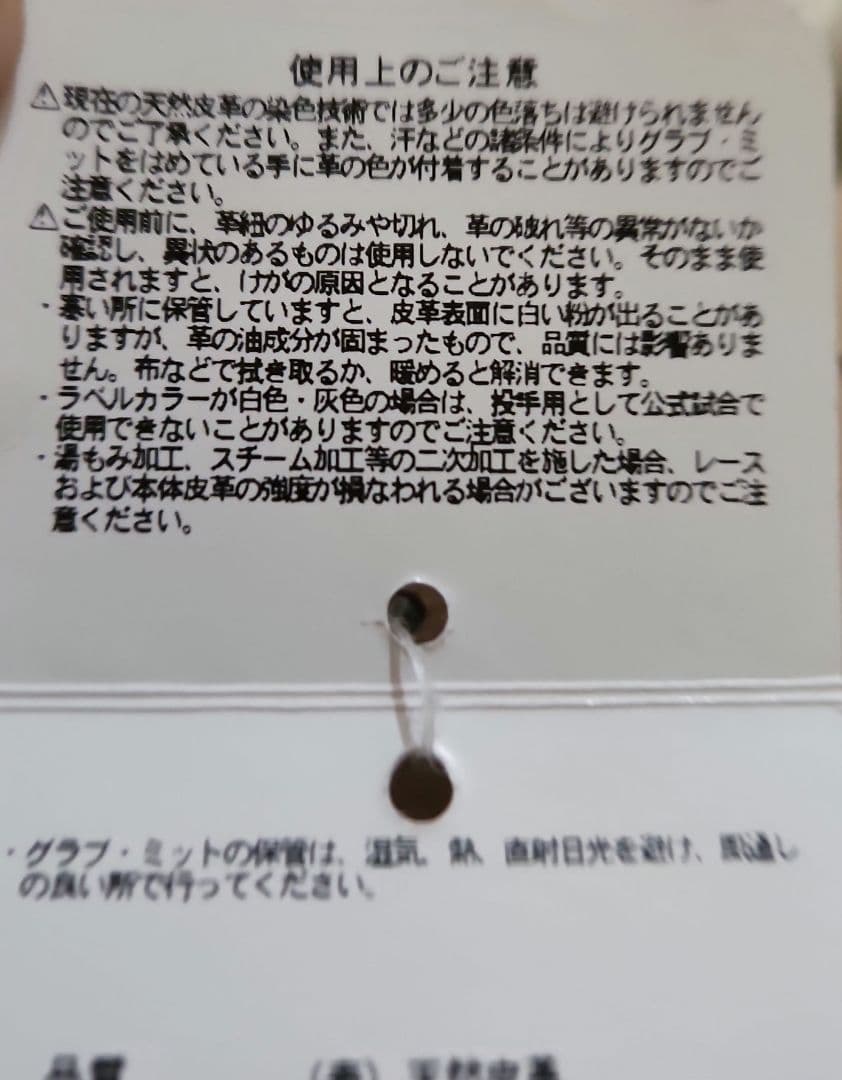 使用上のご注意
⚠現在の天然皮革の染色技術では多少の色落ちは避けられません
のでご了承ください。また、汗などの諸条件によりグラブ・ミ
ットをはめている手に革の色が付着することがありますのでご
注意ください。
⚠ご使用前に、革紐のゆるみや切れ、革の破れ等の異常がないか
確認し、異状のあるものは使用しないでください。そのまま使
用されますと、けがの原因となることがあります。
・寒い所に保管していますと、皮革表面に白い粉が出ることがあ
りますが、革の油成分が固まったもので、品質には影響ありま
せん。布などで拭き取るか、暖めると解消できます。
・ラベルカラーが白色・灰色の場合は、投手用として公式試合で
使用できないことがありますのでご注意ください。
・湯もみ加工、スチーム加工等の二次加工を施した場合、レース
および本体皮革の強度が損なわれる場合がございますのでご注
意ください。
・グラブ・ミットの保管は、湿気、熱、直射日光を避け、風通し
の良い所で行ってください。
品質 (表) 天然皮革